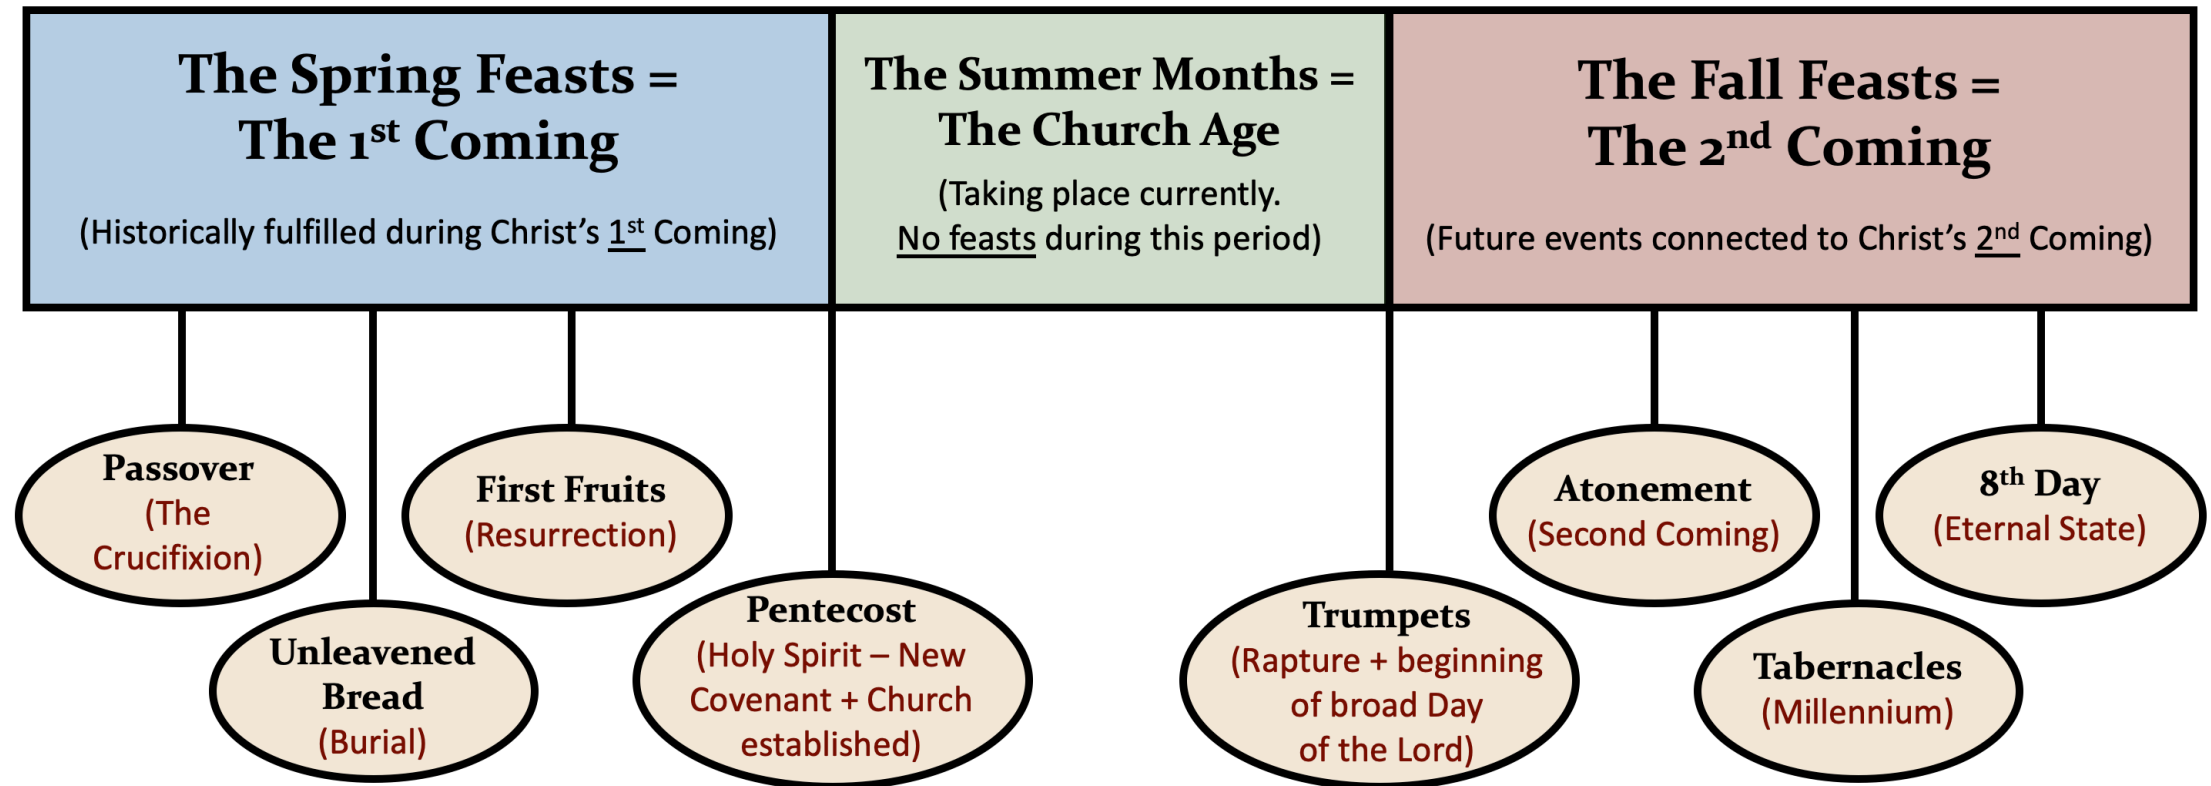 The Spring Feasts =
The 1st Coming
(Historically fulfilled during Christ’s 1st Coming)
The Summer Months =
The Church Age
(Taking place currently.
No feasts during this period)
The Fall Feasts =
The 2nd Coming
(Future events connected to Christ’s 2nd Coming)
Passover
(The
Crucifixion)
Unleavened
Bread
(Burial)
First Fruits
(Resurrection)
Pentecost
(Holy Spirit – New
Covenant + Church
established)
Trumpets
(Rapture + beginning
of broad Day
of the Lord)
Atonement
(Second Coming)
Tabernacles
(Millennium)
8th Day
(Eternal State)